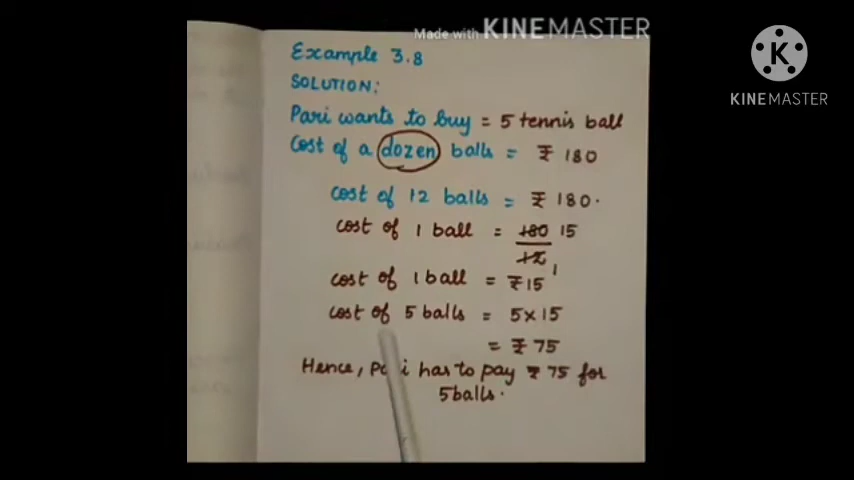 Made with KINEMASTER
KINEMASTER
Example 3.8
SOLUTION:
Pari wants to buy = 5 tennis ball
Cost of a dozen balls = ₹ 180
cost of 12 balls = ₹ 180.
cost of 1 ball = 180 15
12 1
cost of 1 ball = ₹ 15
cost of 5 balls = 5 × 15
= ₹ 75
Hence, Pari has to pay ₹ 75 for
5 balls.